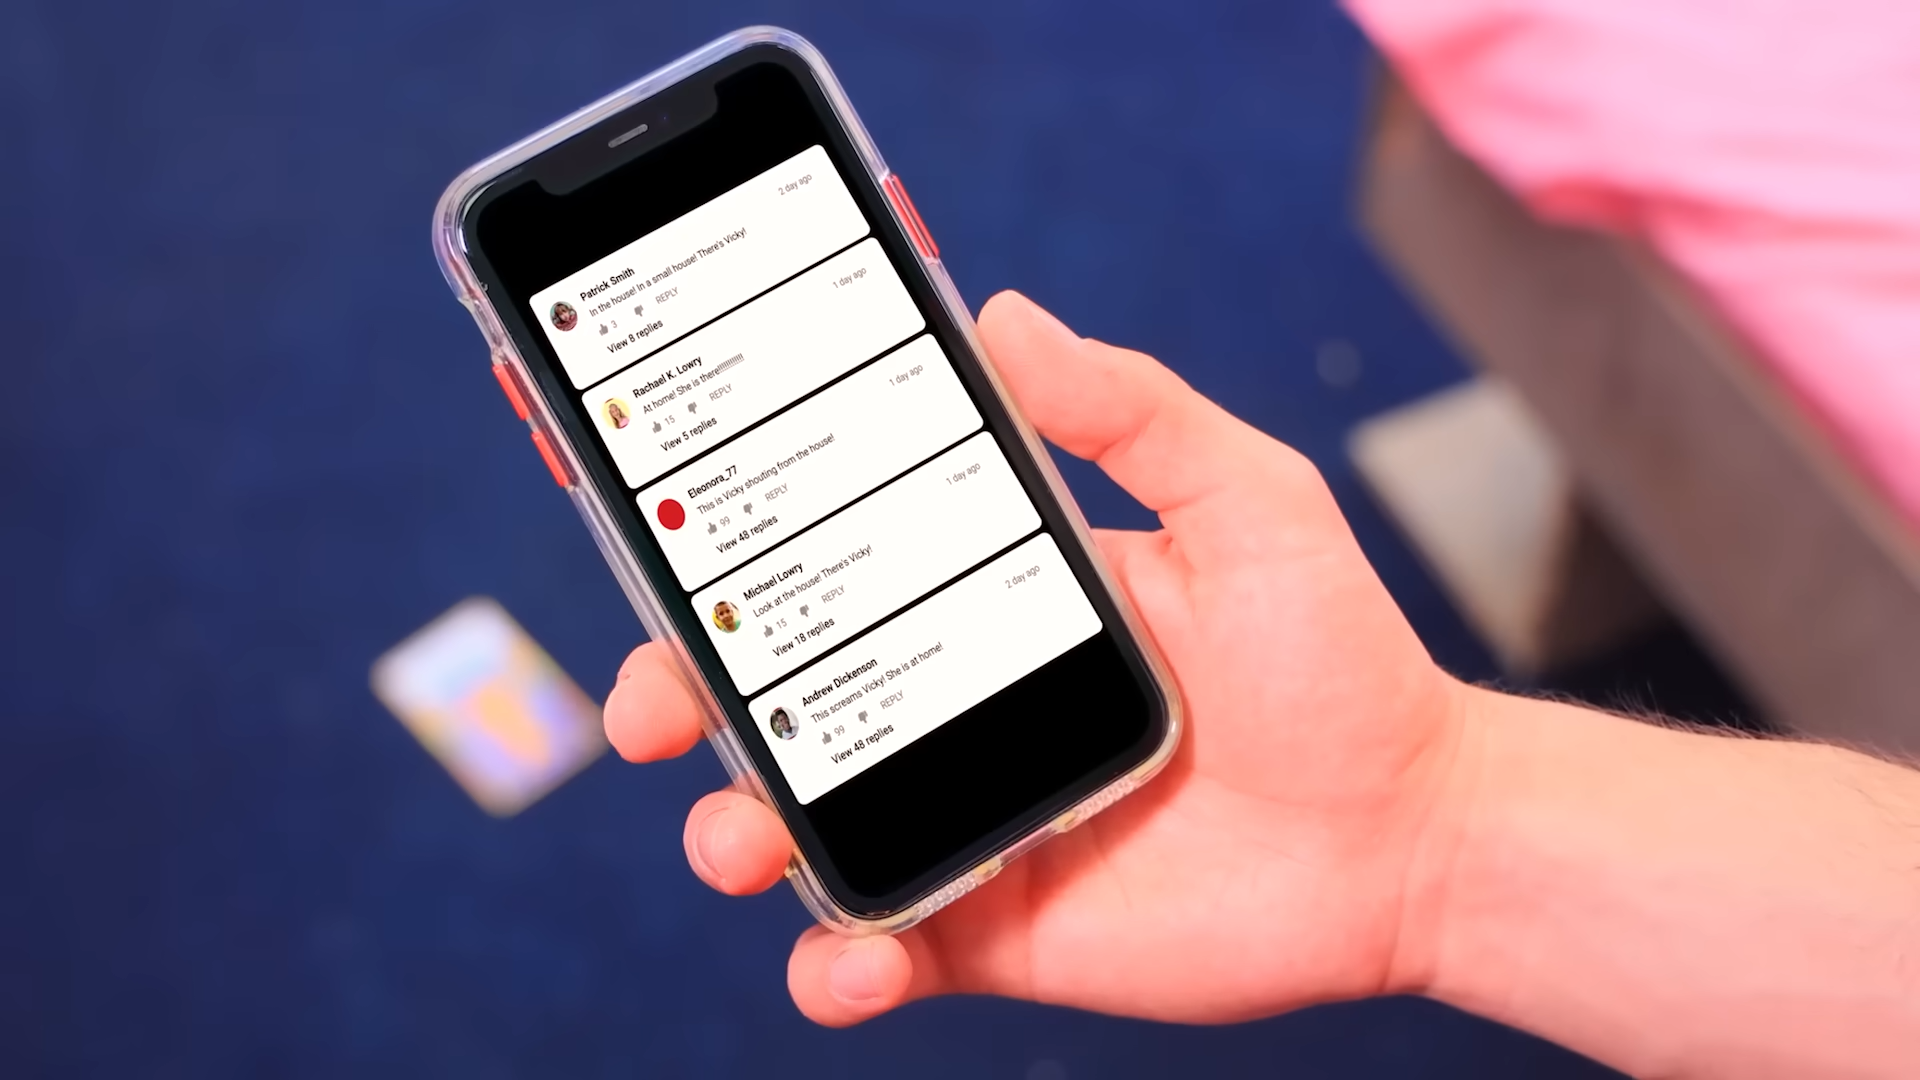 2 day ago
Patrick Smith
In the house! In a small house! There's Vicky!
3 REPLY
View 8 replies
1 day ago
Rachael K. Lowry
At home! She is there!!!!!!!!!!!!
15 REPLY
View 5 replies
1 day ago
Eleonora_77
This is Vicky shouting from the house!
99 REPLY
View 48 replies
1 day ago
Michael Lowry
Look at the house! There's Vicky!
15 REPLY
View 18 replies
2 day ago
Andrew Dickenson
This screams Vicky! She is at home!
99 REPLY
View 48 replies